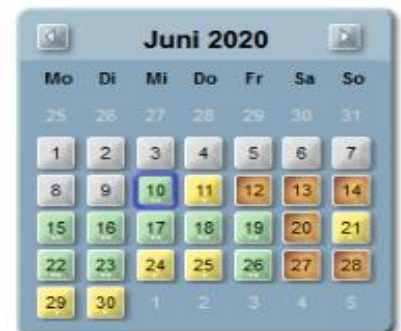 Juni 2020
Mo Di Mi Do Fr Sa So
25 26 27 28 29 30 31
1 2 3 4 5 6 7
8 9 10 11 12 13 14
15 16 17 18 19 20 21
22 23 24 25 26 27 28
29 30 1 2 3 4 5